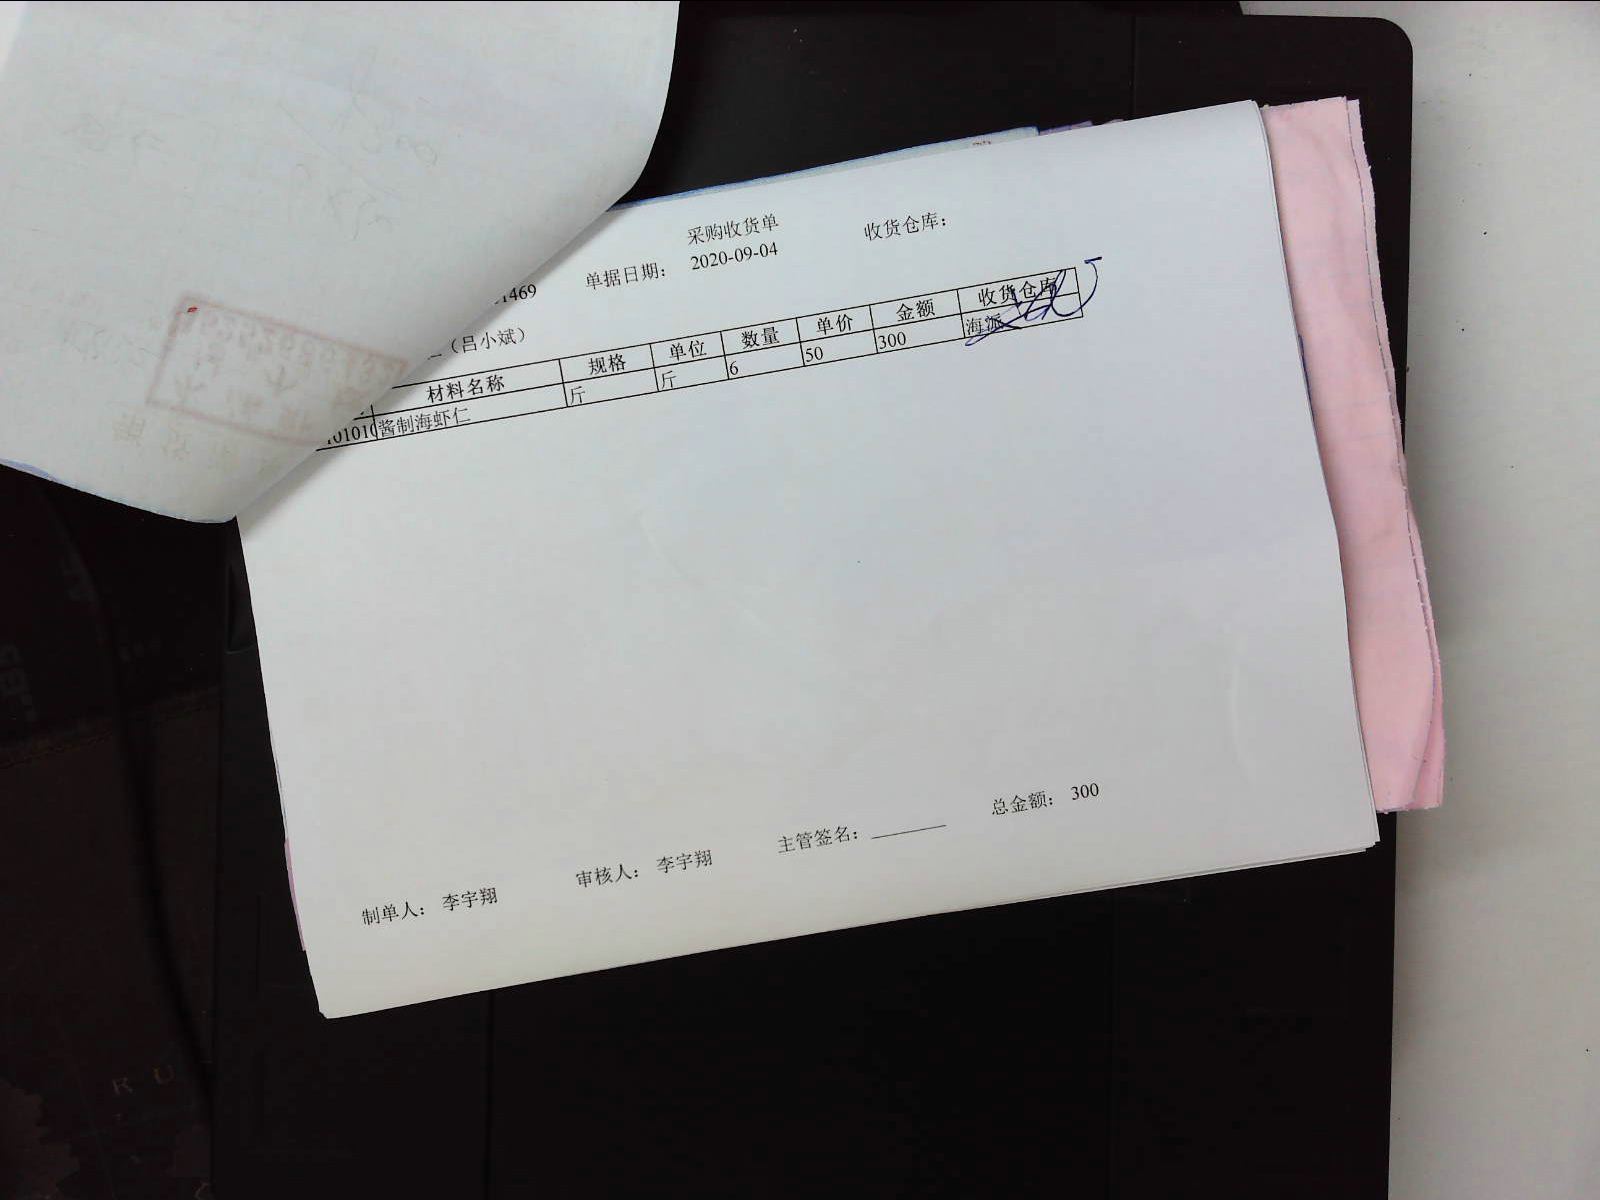 采购收货单
单据日期： 2020-09-04 收货仓库：
1469
（吕小斌）
材料名称 规格 单位 数量 单价 金额 收货仓库
101010 酱制海虾仁 斤 斤 6 50 300 海派
制单人： 李宇翔 审核人： 李宇翔 主管签名： 总金额： 300
R U